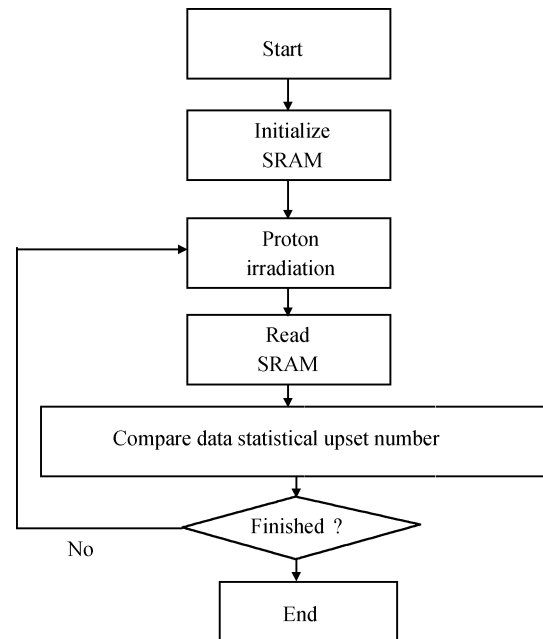 Start
Initialize
SRAM
Proton
irradiation
Read
SRAM
Compare data statistical upset number
Finished ?
No
End